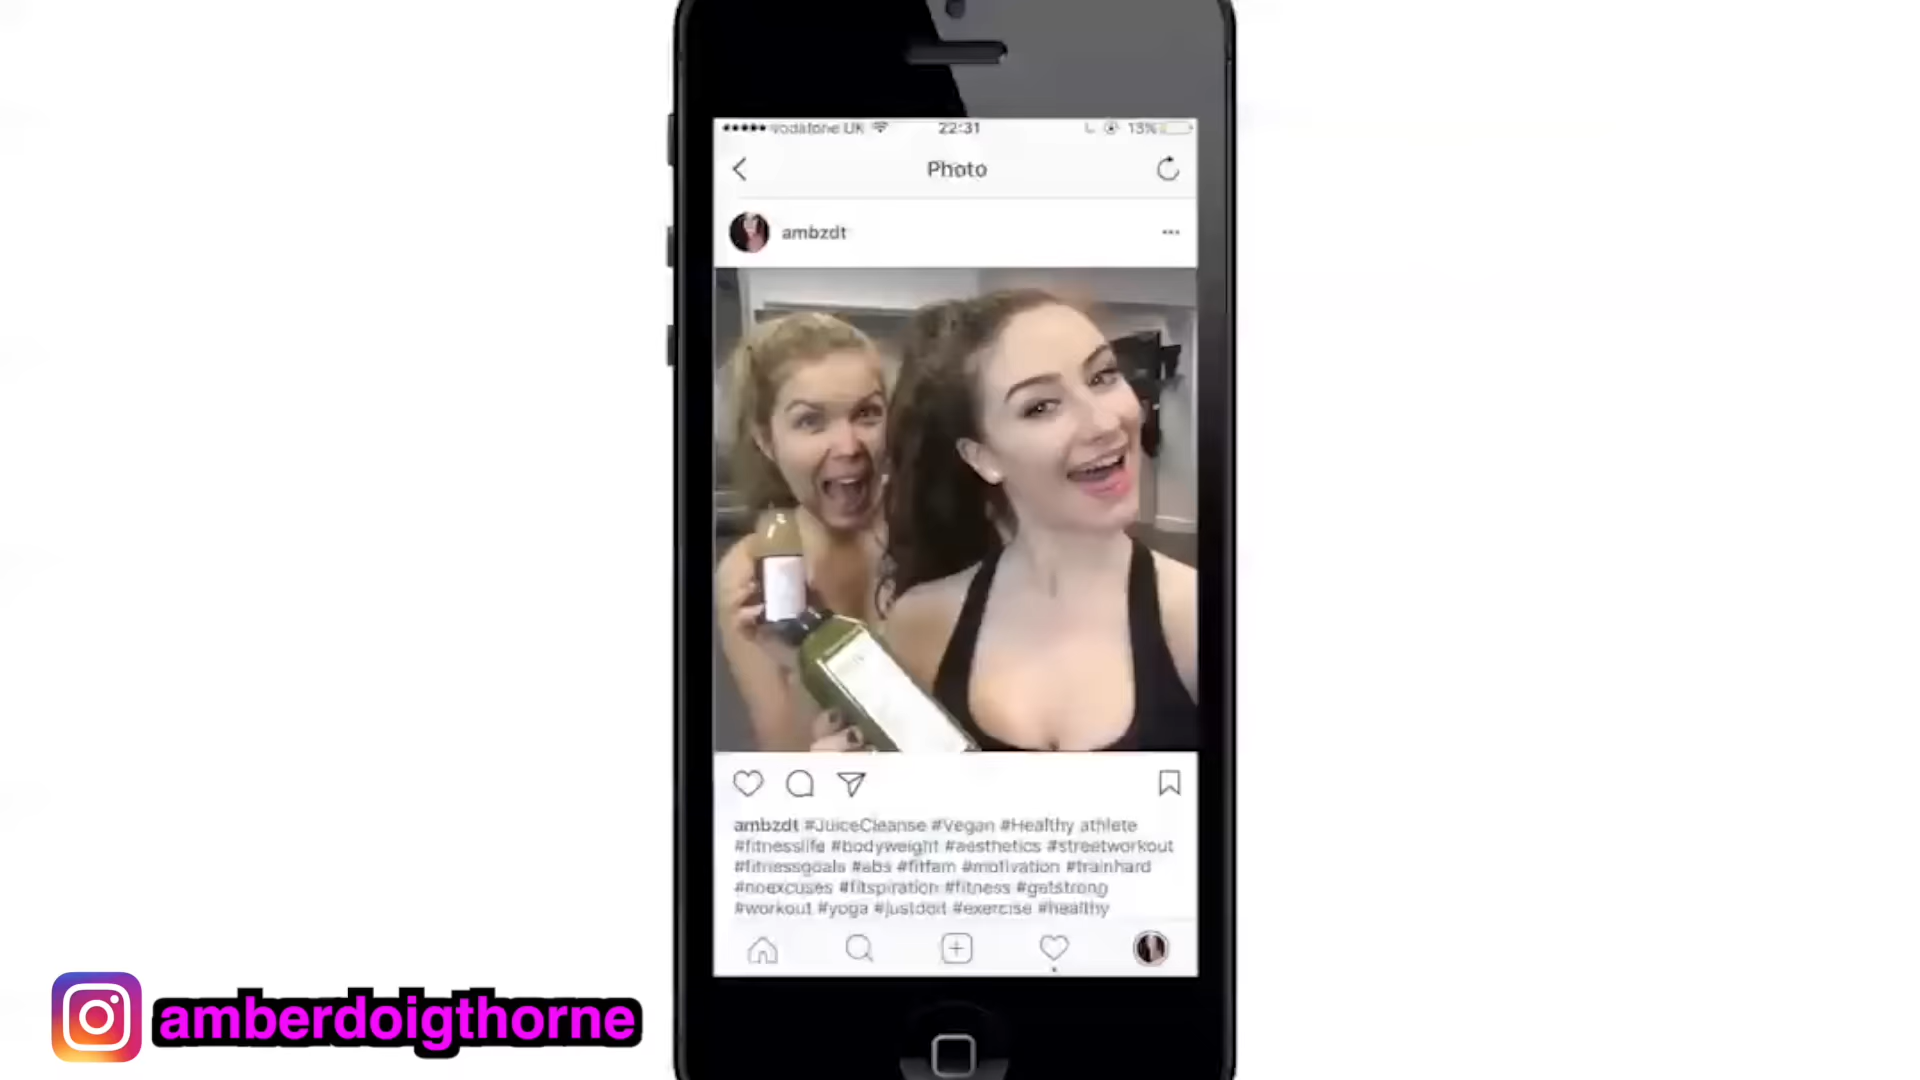 vodafone UK 22:31 13%
Photo
ambzdt
ambzdt #JuiceCleanse #Vegan #Healthy athlete
#fitnesslife #bodyweight #aesthetics #streetworkout
#fitnessgoals #abs #fitfam #motivation #trainhard
#noexcuses #fitspiration #fitness #getstrong
#workout #yoga #justdoit #exercise #healthy
amberdoigthorne